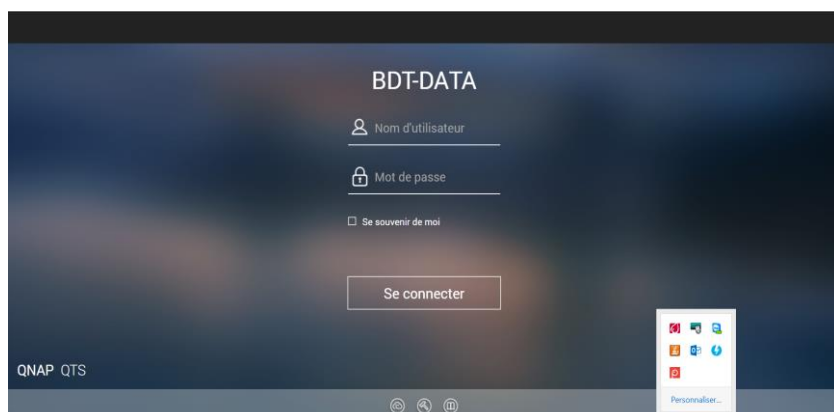 BDT-DATA
Nom d'utilisateur
Mot de passe
Se souvenir de moi
Se connecter
QNAP QTS
Personnaliser...